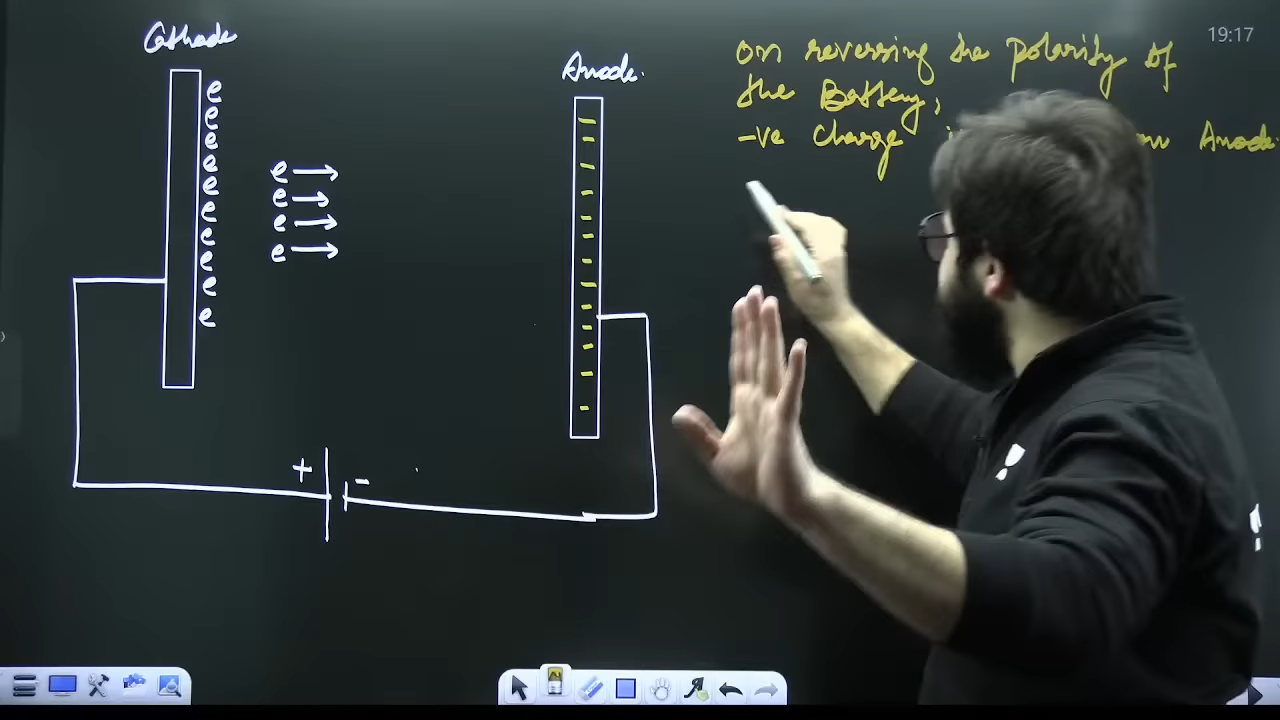 Cathode
Anode.
19:17
on reversing the polarity of
the Battery,
-ve charge Anode
e
e
e
e
e
e
e
e
e
e
e →
e →
e →
e →
+ -